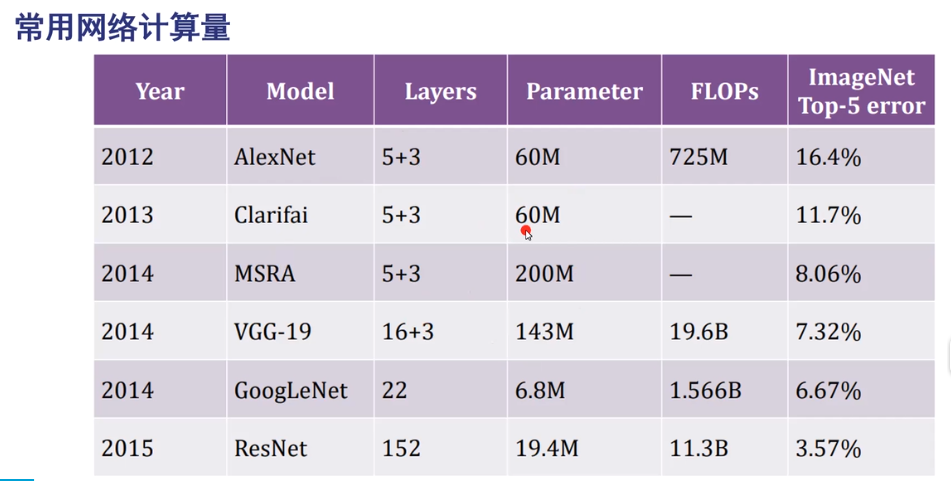 常用网络计算量
Year Model Layers Parameter FLOPs ImageNet Top-5 error
2012 AlexNet 5+3 60M 725M 16.4%
2013 Clarifai 5+3 60M — 11.7%
2014 MSRA 5+3 200M — 8.06%
2014 VGG-19 16+3 143M 19.6B 7.32%
2014 GoogLeNet 22 6.8M 1.566B 6.67%
2015 ResNet 152 19.4M 11.3B 3.57%